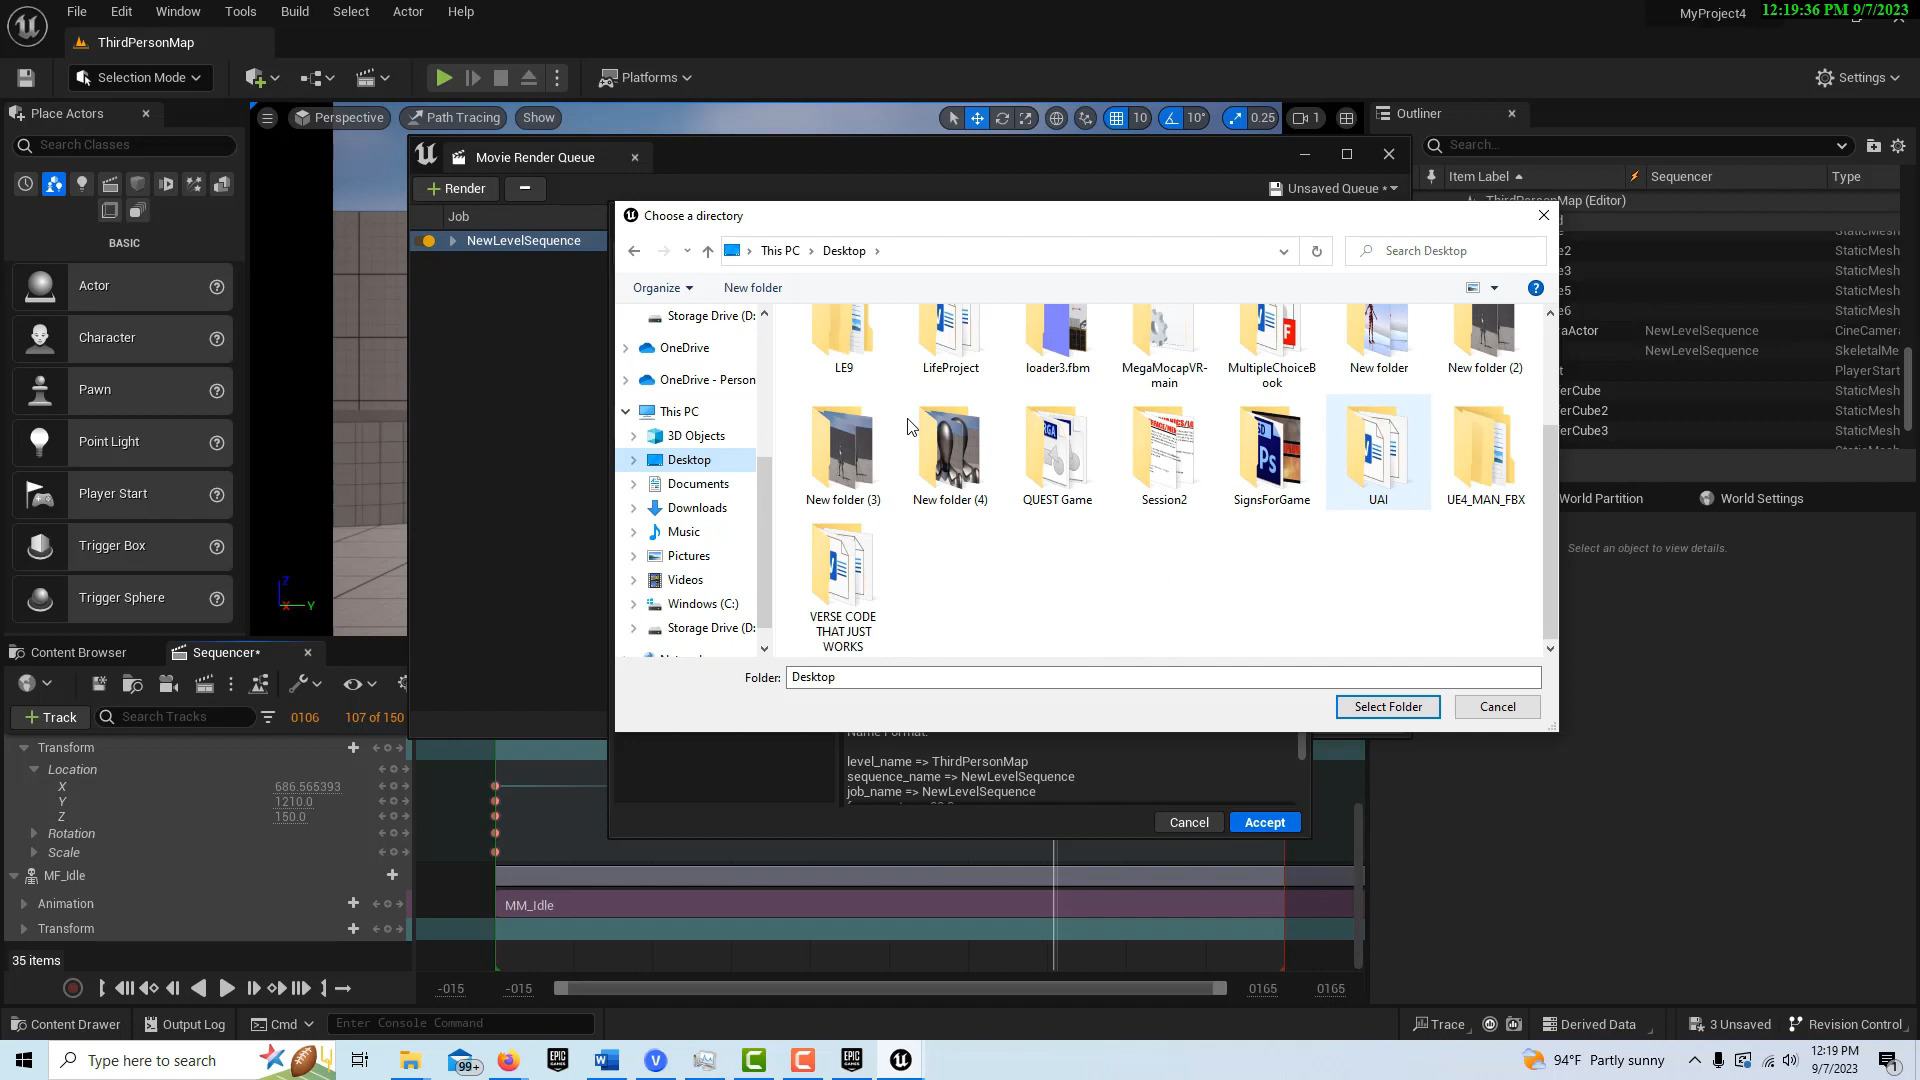 File Edit Window Tools Build Select Actor Help
MyProject4
12:19:36 PM 9/7/2023
ThirdPersonMap
Selection Mode
Platforms
Settings
Place Actors
Perspective
Path Tracing
Show
10
10°
0.25
1
Outliner
Search Classes
Search...
Item Label
Sequencer
Type
BASIC
Actor
Character
Pawn
Point Light
Player Start
Trigger Box
Trigger Sphere
Movie Render Queue
Render
Unsaved Queue *
Job
NewLevelSequence
Choose a directory
This PC
Desktop
Search Desktop
Organize
New folder
Storage Drive (D:
OneDrive
OneDrive - Person
This PC
3D Objects
Desktop
Documents
Downloads
Music
Pictures
Videos
Windows (C:)
Storage Drive (D:
LE9
LifeProject
loader3.fbm
MegaMocapVR-
main
MultipleChoiceB
ook
New folder
New folder (2)
New folder (3)
New folder (4)
QUEST Game
Session2
SignsForGame
UAI
UE4_MAN_FBX
VERSE CODE
THAT JUST
WORKS
Folder:
Desktop
Select Folder
Cancel
level_name => ThirdPersonMap
sequence_name => NewLevelSequence
job_name => NewLevelSequence
Cancel
Accept
ThirdPersonMap (Editor)
StaticMesh
StaticMesh
StaticMesh
StaticMesh
NewLevelSequence
CineCamera
NewLevelSequence
SkeletalMe
PlayerStart
StaticMesh
StaticMesh
StaticMesh
World Partition
World Settings
Select an object to view details.
Content Browser
Sequencer*
Track
Search Tracks
0106
107 of 150
Transform
Location
X
686.565393
Y
1210.0
Z
150.0
Rotation
Scale
MF_Idle
Animation
Transform
MM_Idle
35 items
-015
-015
0165
0165
Content Drawer
Output Log
Cmd
Enter Console Command
Trace
Derived Data
3 Unsaved
Revision Control
Type here to search
99+
94°F Partly sunny
12:19 PM
9/7/2023
1